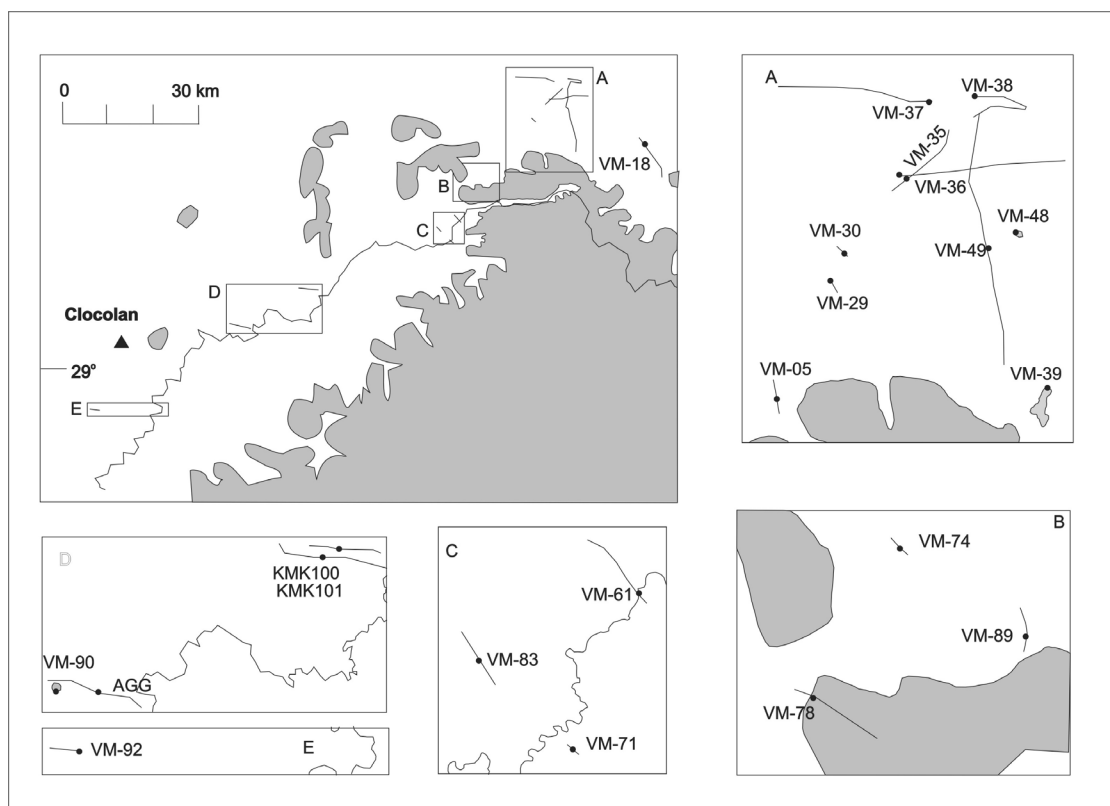 0 30 km
A
VM-18
B
C
D
Clocolan
29°
E
A
VM-38
VM-37
VM-35
VM-36
VM-48
VM-30
VM-49
VM-29
VM-05
VM-39
D
KMK100
KMK101
VM-90
AGG
VM-92
E
C
VM-61
VM-83
VM-71
B
VM-74
VM-89
VM-78